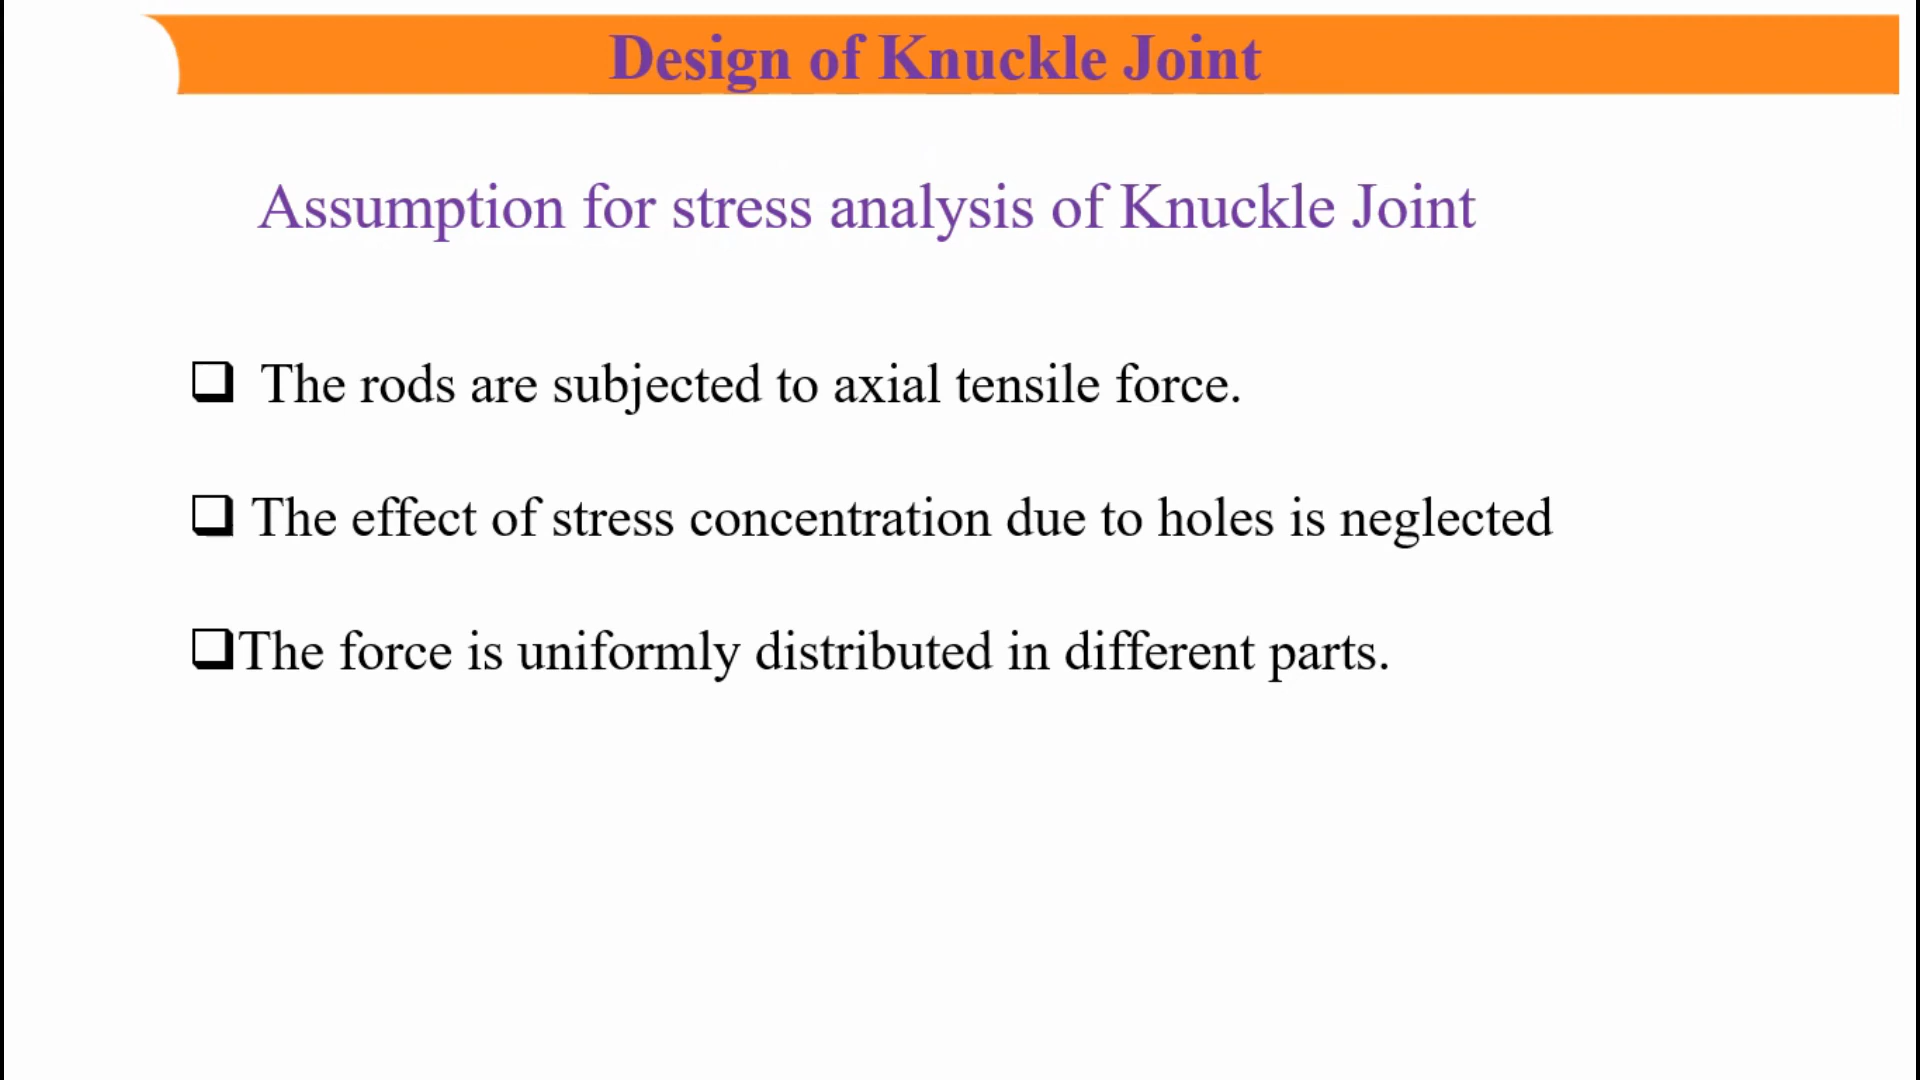 Design of Knuckle Joint
Assumption for stress analysis of Knuckle Joint
❑ The rods are subjected to axial tensile force.
❑ The effect of stress concentration due to holes is neglected
❑The force is uniformly distributed in different parts.